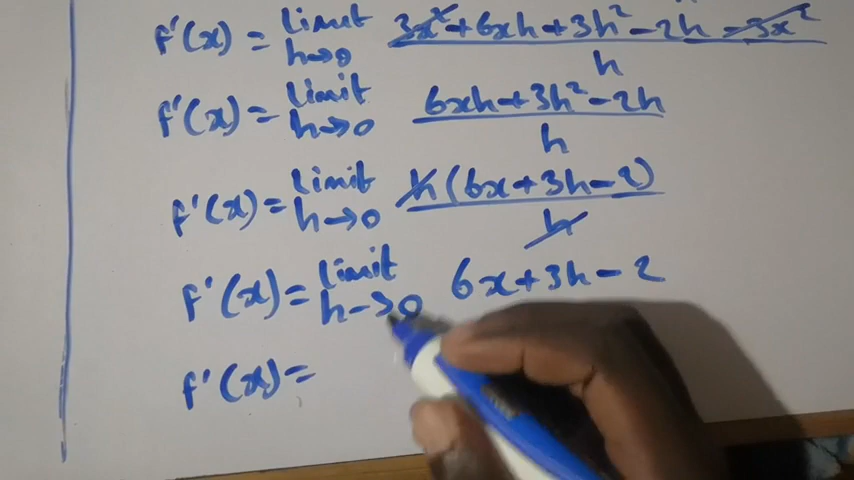 f'(x) = limit h→0 3x² + 6xh + 3h² - 2h - 3x² / h
f'(x) = limit h→0 6xh + 3h² - 2h / h
f'(x) = limit h→0 h(6x + 3h - 2) / h
f'(x) = limit h→0 6x + 3h - 2
f'(x) =